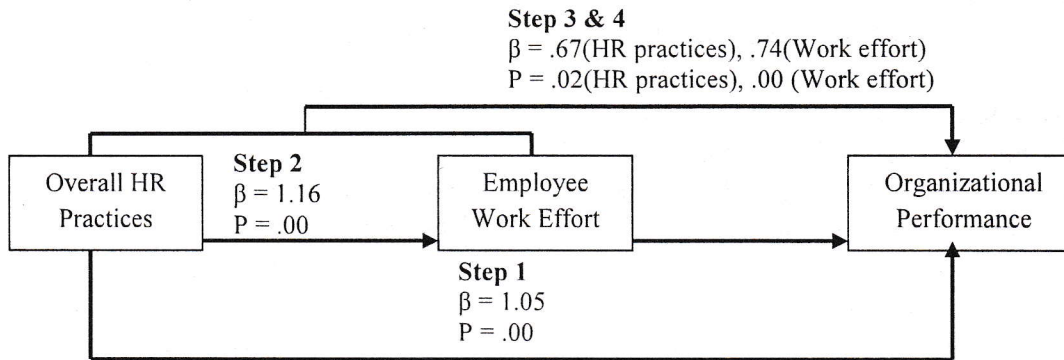 Step 3 & 4
β = .67(HR practices), .74(Work effort)
P = .02(HR practices), .00 (Work effort)
Overall HR
Practices
Step 2
β = 1.16
P = .00
Employee
Work Effort
Organizational
Performance
Step 1
β = 1.05
P = .00